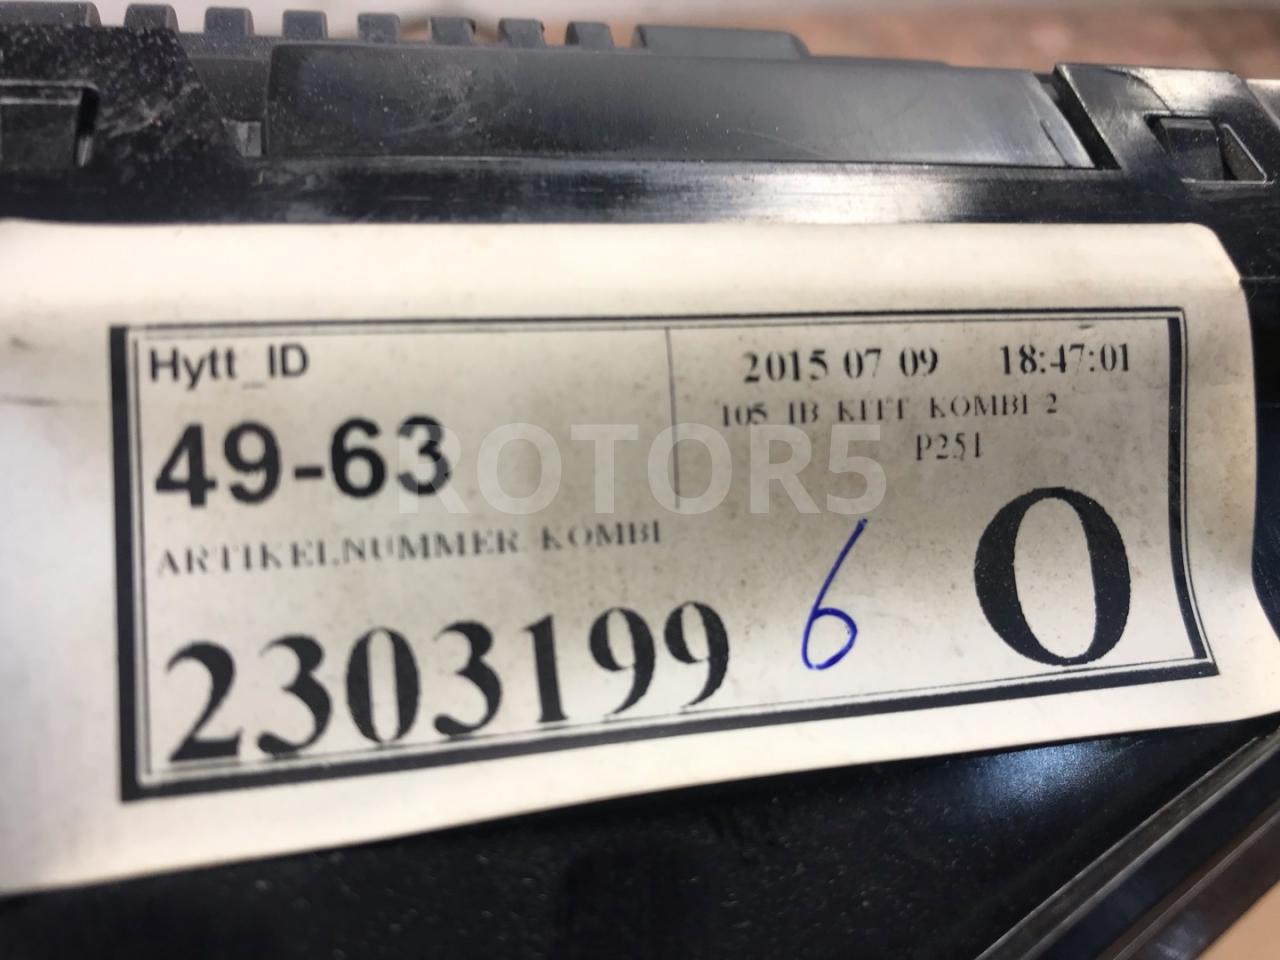 Hytt_ID
2015 07 09 18:47:01
49-63
105 IB KITT KOMBI 2
P251
ROTOR5
ARTIKELNUMMER KOMBI
2303199
6
O